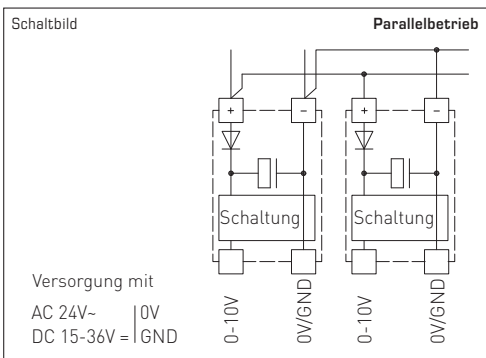 Schaltbild
Parallelbetrieb
+
–
+
–
Schaltung
Schaltung
Versorgung mit
AC 24V~ | 0V
DC 15-36V = | GND
0-10V
0V/GND
0-10V
0V/GND